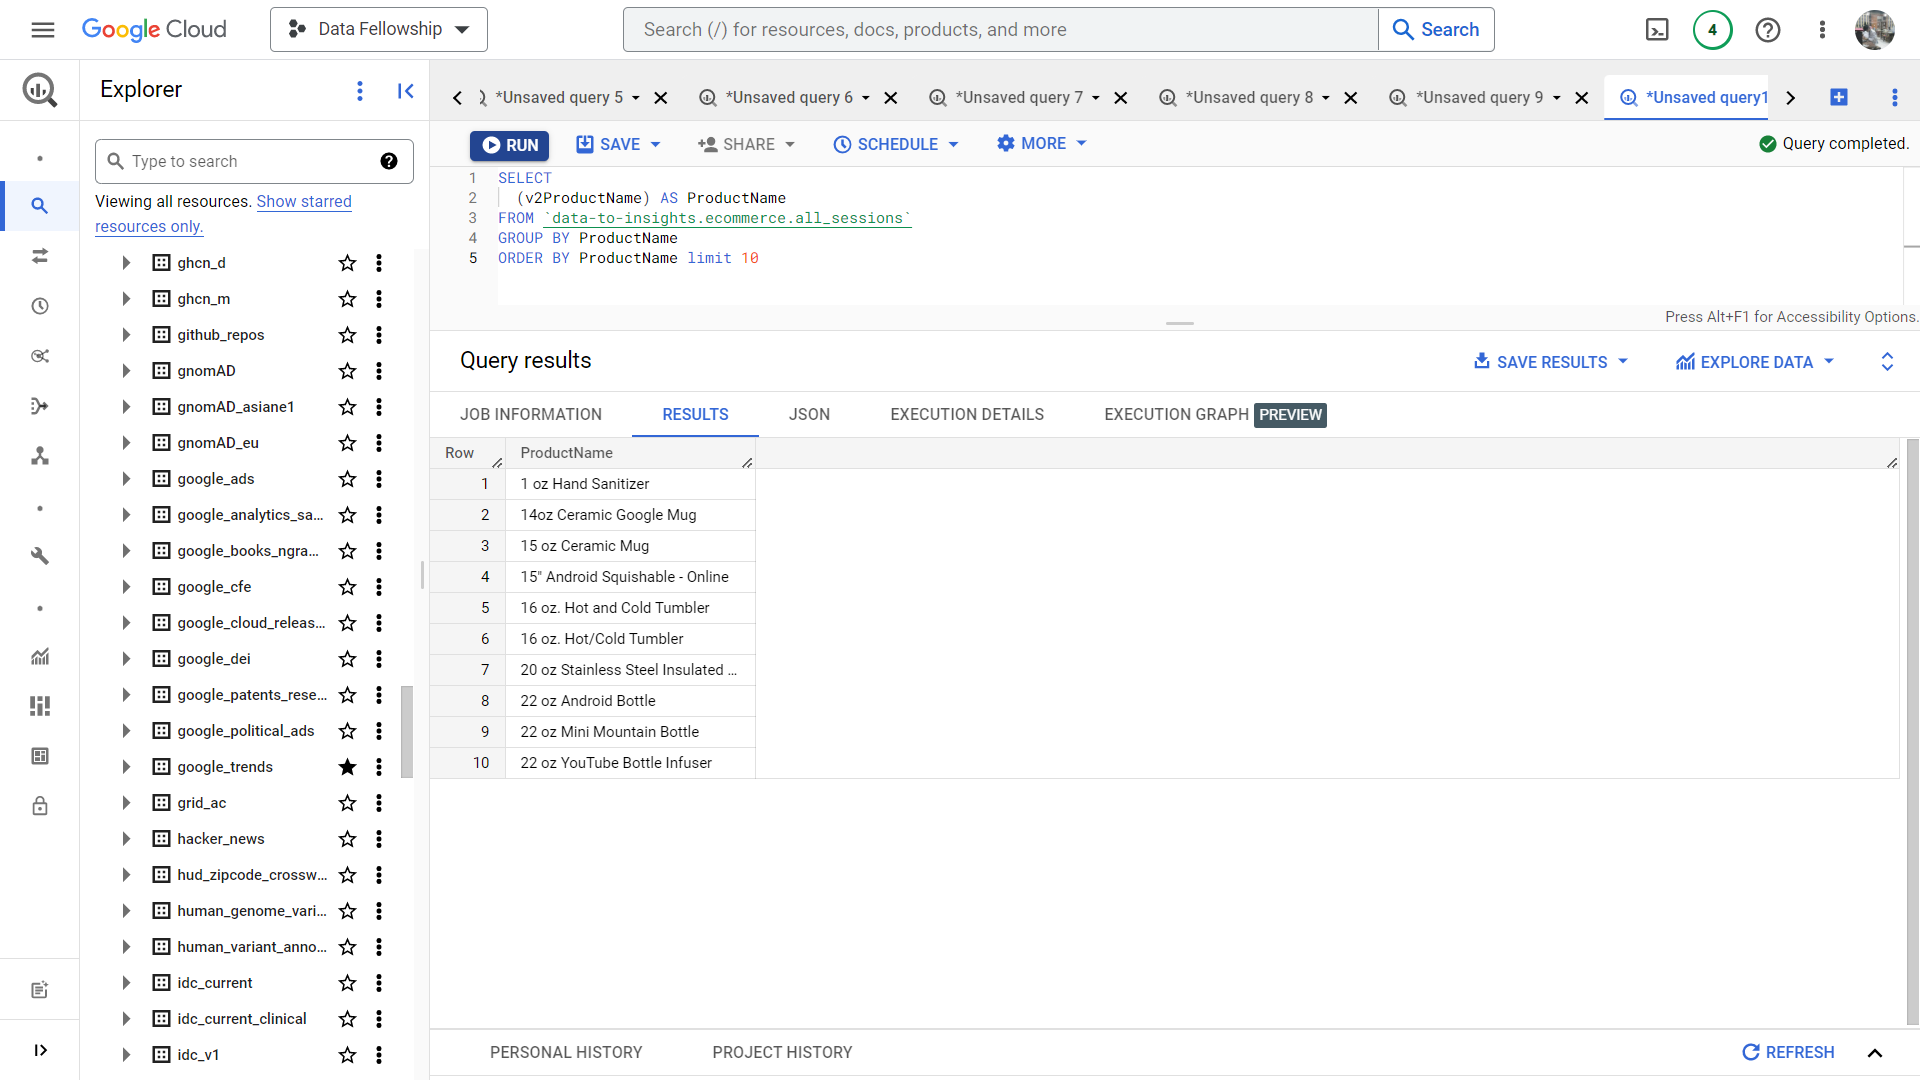 Google Cloud
Data Fellowship
Search (/) for resources, docs, products, and more
Search
4
Explorer
*Unsaved query 5
*Unsaved query 6
*Unsaved query 7
*Unsaved query 8
*Unsaved query 9
*Unsaved query1
RUN
SAVE
SHARE
SCHEDULE
MORE
Query completed.
Type to search
Viewing all resources. Show starred
resources only.
ghcn_d
ghcn_m
github_repos
gnomAD
gnomAD_asiane1
gnomAD_eu
google_ads
google_analytics_sa...
google_books_ngra...
google_cfe
google_cloud_releas...
google_dei
google_patents_rese...
google_political_ads
google_trends
grid_ac
hacker_news
hud_zipcode_crossw...
human_genome_vari...
human_variant_anno...
idc_current
idc_current_clinical
idc_v1
1 SELECT
2 (v2ProductName) AS ProductName
3 FROM `data-to-insights.ecommerce.all_sessions`
4 GROUP BY ProductName
5 ORDER BY ProductName limit 10
Press Alt+F1 for Accessibility Options.
Query results
SAVE RESULTS
EXPLORE DATA
JOB INFORMATION
RESULTS
JSON
EXECUTION DETAILS
EXECUTION GRAPH PREVIEW
Row ProductName
1 1 oz Hand Sanitizer
2 14oz Ceramic Google Mug
3 15 oz Ceramic Mug
4 15" Android Squishable - Online
5 16 oz. Hot and Cold Tumbler
6 16 oz. Hot/Cold Tumbler
7 20 oz Stainless Steel Insulated ...
8 22 oz Android Bottle
9 22 oz Mini Mountain Bottle
10 22 oz YouTube Bottle Infuser
PERSONAL HISTORY
PROJECT HISTORY
REFRESH